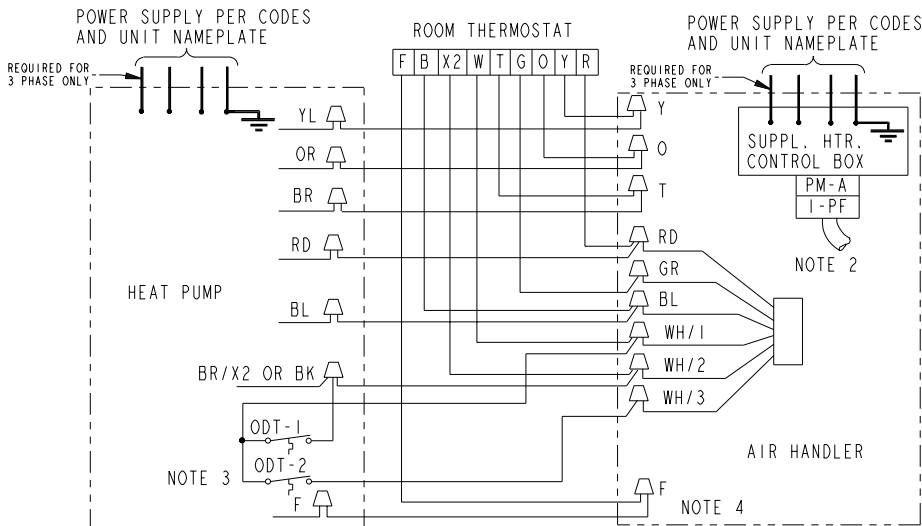 POWER SUPPLY PER CODES
AND UNIT NAMEPLATE
REQUIRED FOR
3 PHASE ONLY
ROOM THERMOSTAT
F B X2 W T G O Y R
POWER SUPPLY PER CODES
AND UNIT NAMEPLATE
REQUIRED FOR
3 PHASE ONLY
YL
OR
BR
RD
BL
HEAT PUMP
BR/X2 OR BK
ODT-1
ODT-2
NOTE 3
F
Y
O
T
RD
GR
BL
WH/1
WH/2
WH/3
F
SUPPL. HTR.
CONTROL BOX
PM-A
1-PF
NOTE 2
AIR HANDLER
NOTE 4